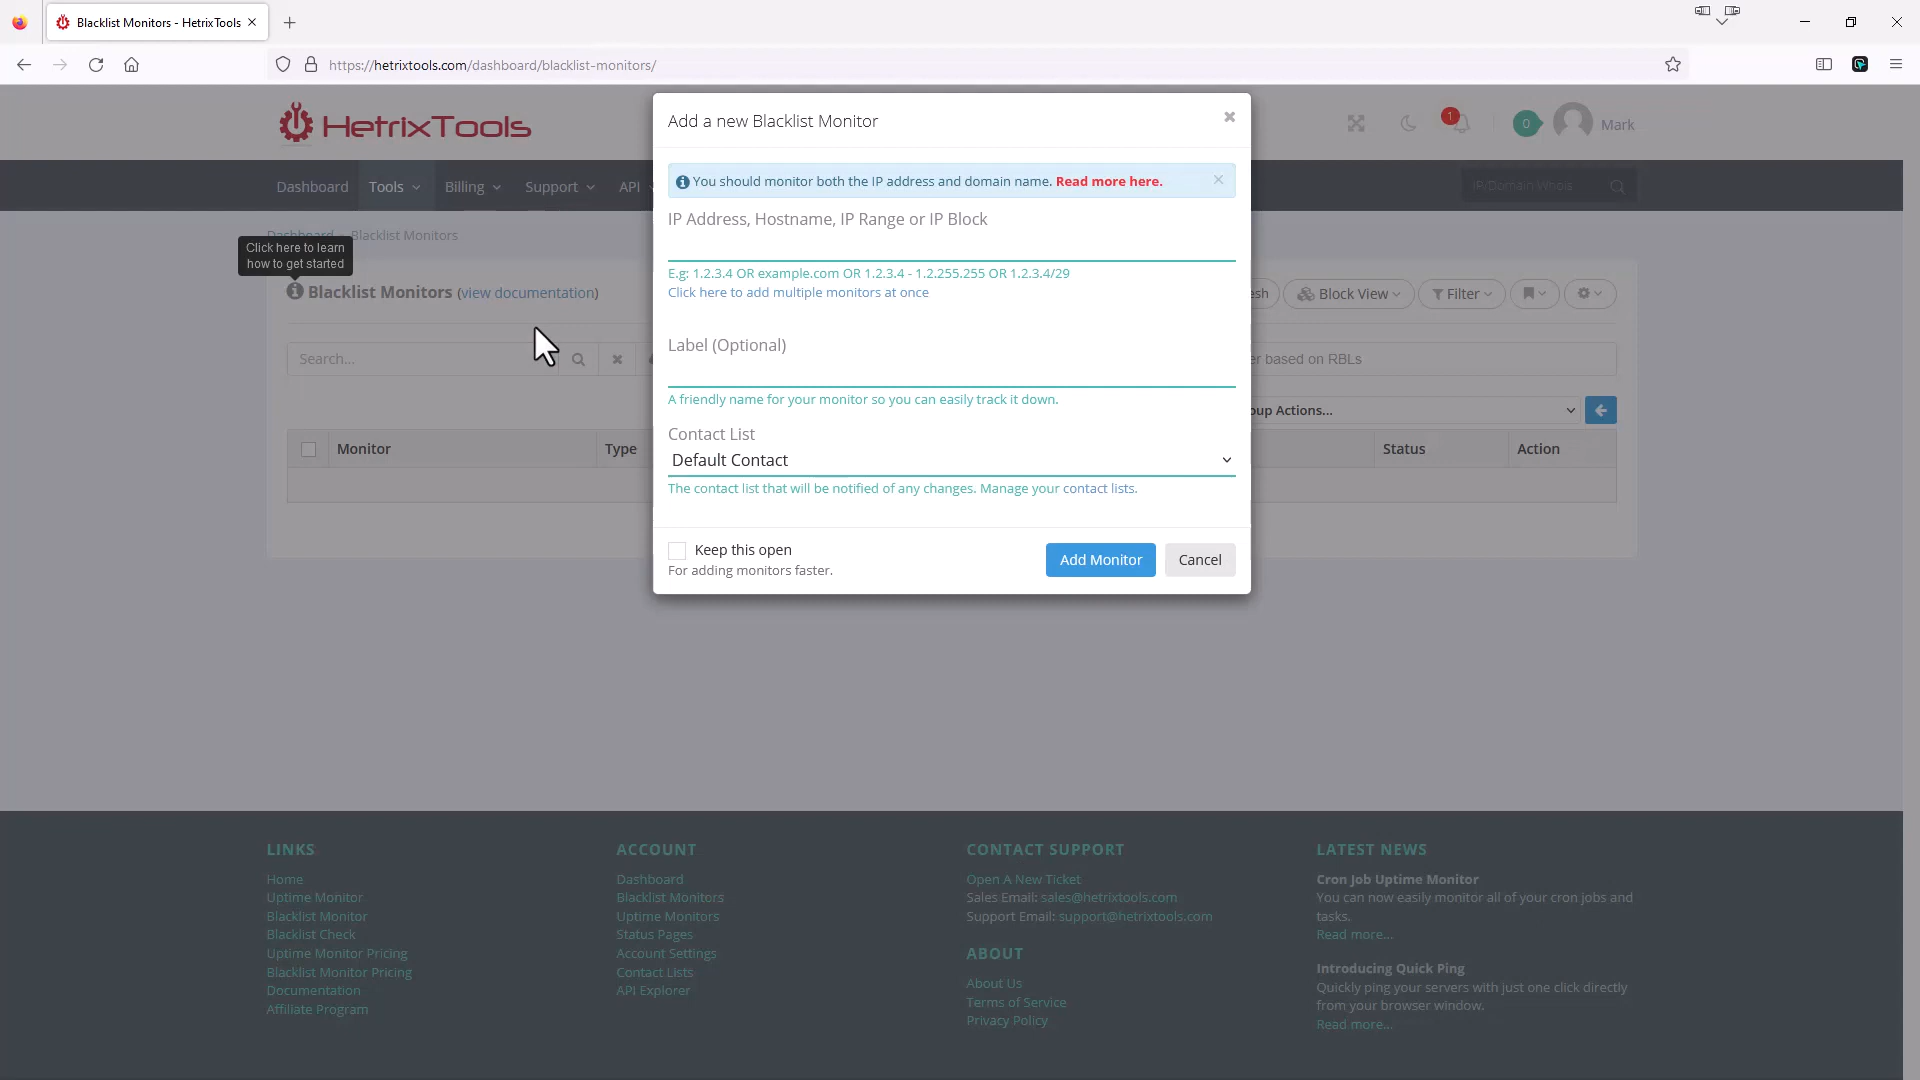 Blacklist Monitors - HetrixTools
https://hetrixtools.com/dashboard/blacklist-monitors/
HetrixTools
1
0
Mark
Dashboard
Tools
Billing
Support
API
IP/Domain Whois
Dashboard
Blacklist Monitors
Click here to learn
how to get started
Blacklist Monitors (view documentation)
esh
Block View
Filter
Search...
er based on RBLs
oup Actions...
Monitor
Type
Status
Action
Add a new Blacklist Monitor
You should monitor both the IP address and domain name. Read more here.
IP Address, Hostname, IP Range or IP Block
E.g: 1.2.3.4 OR example.com OR 1.2.3.4 - 1.2.255.255 OR 1.2.3.4/29
Click here to add multiple monitors at once
Label (Optional)
A friendly name for your monitor so you can easily track it down.
Contact List
Default Contact
The contact list that will be notified of any changes. Manage your contact lists.
Keep this open
For adding monitors faster.
Add Monitor
Cancel
LINKS
Home
Uptime Monitor
Blacklist Monitor
Blacklist Check
Uptime Monitor Pricing
Blacklist Monitor Pricing
Documentation
Affiliate Program
ACCOUNT
Dashboard
Blacklist Monitors
Uptime Monitors
Status Pages
Account Settings
Contact Lists
API Explorer
CONTACT SUPPORT
Open A New Ticket
Sales Email: sales@hetrixtools.com
Support Email: support@hetrixtools.com
ABOUT
About Us
Terms of Service
Privacy Policy
LATEST NEWS
Cron Job Uptime Monitor
You can now easily monitor all of your cron jobs and
tasks.
Read more...
Introducing Quick Ping
Quickly ping your servers with just one click directly
from your browser window.
Read more...